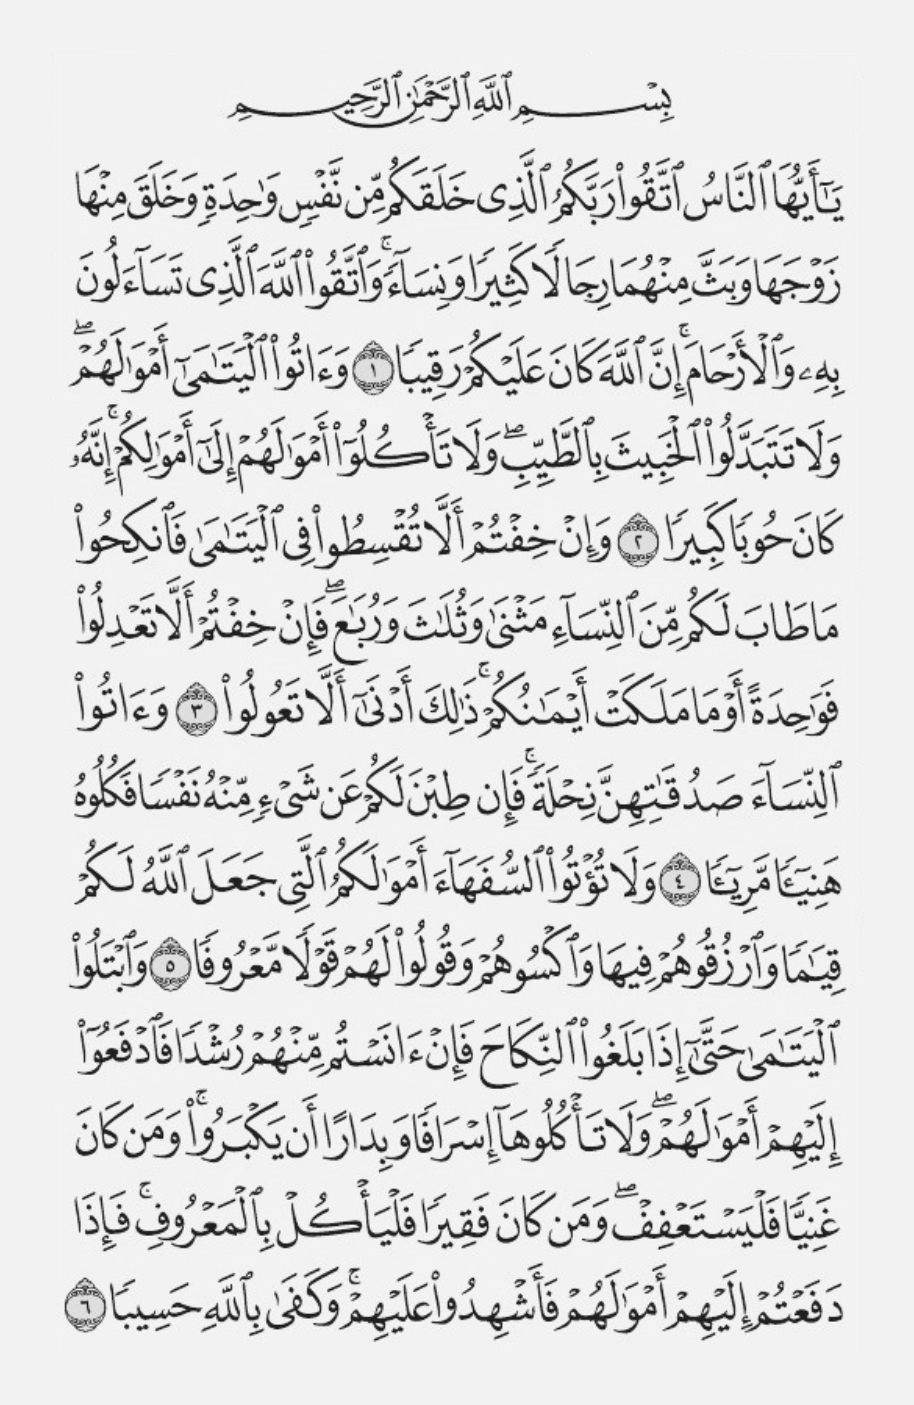 بِسْمِ ٱللَّهِ ٱلرَّحْمَٰنِ ٱلرَّحِيمِ
يَٰٓأَيُّهَا ٱلنَّاسُ ٱتَّقُوا۟ رَبَّكُمُ ٱلَّذِى خَلَقَكُم مِّن نَّفْسٍ وَٰحِدَةٍ وَخَلَقَ مِنْهَا
زَوْجَهَا وَبَثَّ مِنْهُمَا رِجَالًا كَثِيرًا وَنِسَآءً ۚ وَٱتَّقُوا۟ ٱللَّهَ ٱلَّذِى تَسَآءَلُونَ
بِهِۦ وَٱلْأَرْحَامَ ۚ إِنَّ ٱللَّهَ كَانَ عَلَيْكُمْ رَقِيبًا ١ وَءَاتُوا۟ ٱلْيَتَٰمَىٰٓ أَمْوَٰلَهُمْ ۖ
وَلَا تَتَبَدَّلُوا۟ ٱلْخَبِيثَ بِٱلطَّيِّبِ ۖ وَلَا تَأْكُلُوٓا۟ أَمْوَٰلَهُمْ إِلَىٰٓ أَمْوَٰلِكُمْ ۚ إِنَّهُۥ
كَانَ حُوبًا كَبِيرًا ٢ وَإِنْ خِفْتُمْ أَلَّا تُقْسِطُوا۟ فِى ٱلْيَتَٰمَىٰ فَٱنكِحُوا۟
مَا طَابَ لَكُم مِّنَ ٱلنِّسَآءِ مَثْنَىٰ وَثُلَٰثَ وَرُبَٰعَ ۖ فَإِنْ خِفْتُمْ أَلَّا تَعْدِلُوا۟
فَوَٰحِدَةً أَوْ مَا مَلَكَتْ أَيْمَٰنُكُمْ ۚ ذَٰلِكَ أَدْنَىٰٓ أَلَّا تَعُولُوا۟ ٣ وَءَاتُوا۟
ٱلنِّسَآءَ صَدُقَٰتِهِنَّ نِحْلَةً ۚ فَإِن طِبْنَ لَكُمْ عَن شَىْءٍ مِّنْهُ نَفْسًا فَكُلُوهُ
هَنِيٓـًٔا مَّرِيٓـًٔا ٤ وَلَا تُؤْتُوا۟ ٱلسُّفَهَآءَ أَمْوَٰلَكُمُ ٱلَّتِى جَعَلَ ٱللَّهُ لَكُمْ
قِيَٰمًا وَٱرْزُقُوهُمْ فِيهَا وَٱكْسُوهُمْ وَقُولُوا۟ لَهُمْ قَوْلًا مَّعْرُوفًا ٥ وَٱبْتَلُوا۟
ٱلْيَتَٰمَىٰ حَتَّىٰٓ إِذَا بَلَغُوا۟ ٱلنِّكَاحَ فَإِنْ ءَانَسْتُم مِّنْهُمْ رُشْدًا فَٱدْفَعُوٓا۟
إِلَيْهِمْ أَمْوَٰلَهُمْ ۖ وَلَا تَأْكُلُوهَآ إِسْرَافًا وَبِدَارًا أَن يَكْبَرُوا۟ ۚ وَمَن كَانَ
غَنِيًّا فَلْيَسْتَعْفِفْ ۖ وَمَن كَانَ فَقِيرًا فَلْيَأْكُلْ بِٱلْمَعْرُوفِ ۚ فَإِذَا
دَفَعْتُمْ إِلَيْهِمْ أَمْوَٰلَهُمْ فَأَشْهِدُوا۟ عَلَيْهِمْ ۚ وَكَفَىٰ بِٱللَّهِ حَسِيبًا ٦